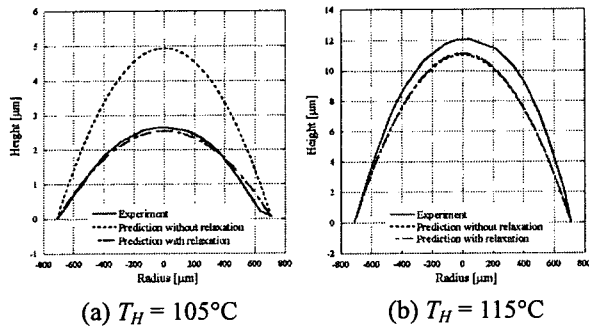 6
5
4
3
2
1
0
-1
Height [μm]
Experiment
Prediction without relaxation
Prediction with relaxation
-800 -600 -400 -200 0 200 400 600 800
Radius [μm]
(a) T_H = 105°C
14
12
10
8
6
4
2
0
Height [μm]
Experiment
Prediction without relaxation
Prediction with relaxation
-800 -600 -400 -200 0 200 400 600 800
Radius [μm]
(b) T_H = 115°C